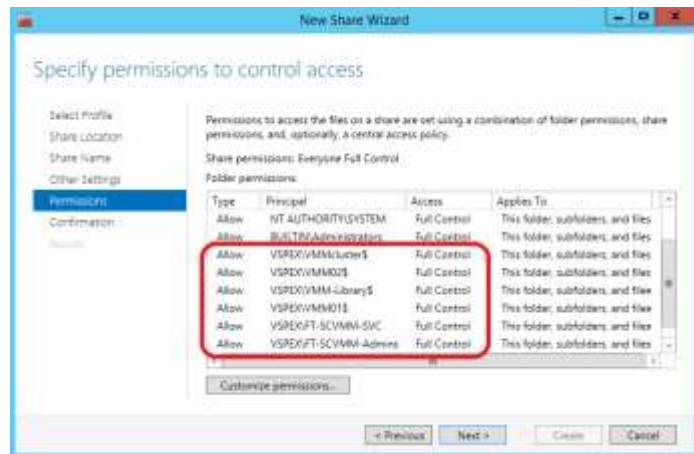 New Share Wizard
Specify permissions to control access
Select Profile
Share Location
Share Name
Other Settings
Permissions
Confirmation
Results
Permissions to access the files on a share are set using a combination of folder permissions, share
permissions, and, optionally, a central access policy.
Share permissions: Everyone Full Control
Folder permissions:
Type Principal Access Applies To
Allow NT AUTHORITY\SYSTEM Full Control This folder, subfolders, and files
Allow BUILTIN\Administrators Full Control This folder, subfolders, and files
Allow VSPEX\VMMcluster$ Full Control This folder, subfolders, and files
Allow VSPEX\VMM02$ Full Control This folder, subfolders, and files
Allow VSPEX\VMM-Library$ Full Control This folder, subfolders, and files
Allow VSPEX\VMM01$ Full Control This folder, subfolders, and files
Allow VSPEX\FT-SCVMM-SVC Full Control This folder, subfolders, and files
Allow VSPEX\FT-SCVMM-Admins Full Control This folder, subfolders, and files
Customize permissions...
< Previous Next > Create Cancel